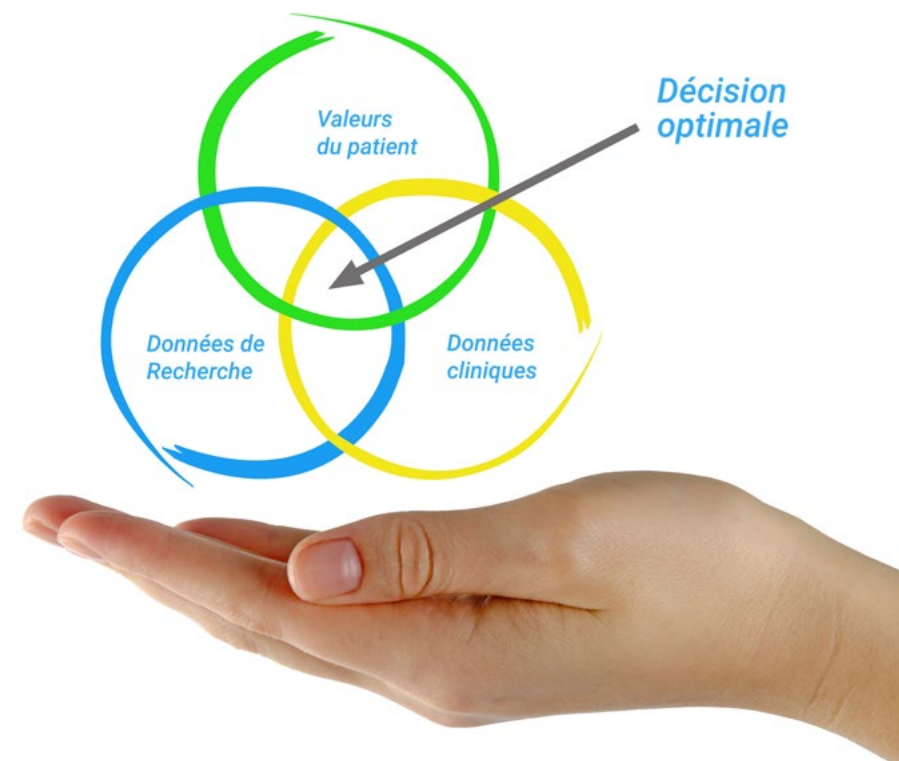 Valeurs
du patient
Décision
optimale
Données de
Recherche
Données
cliniques